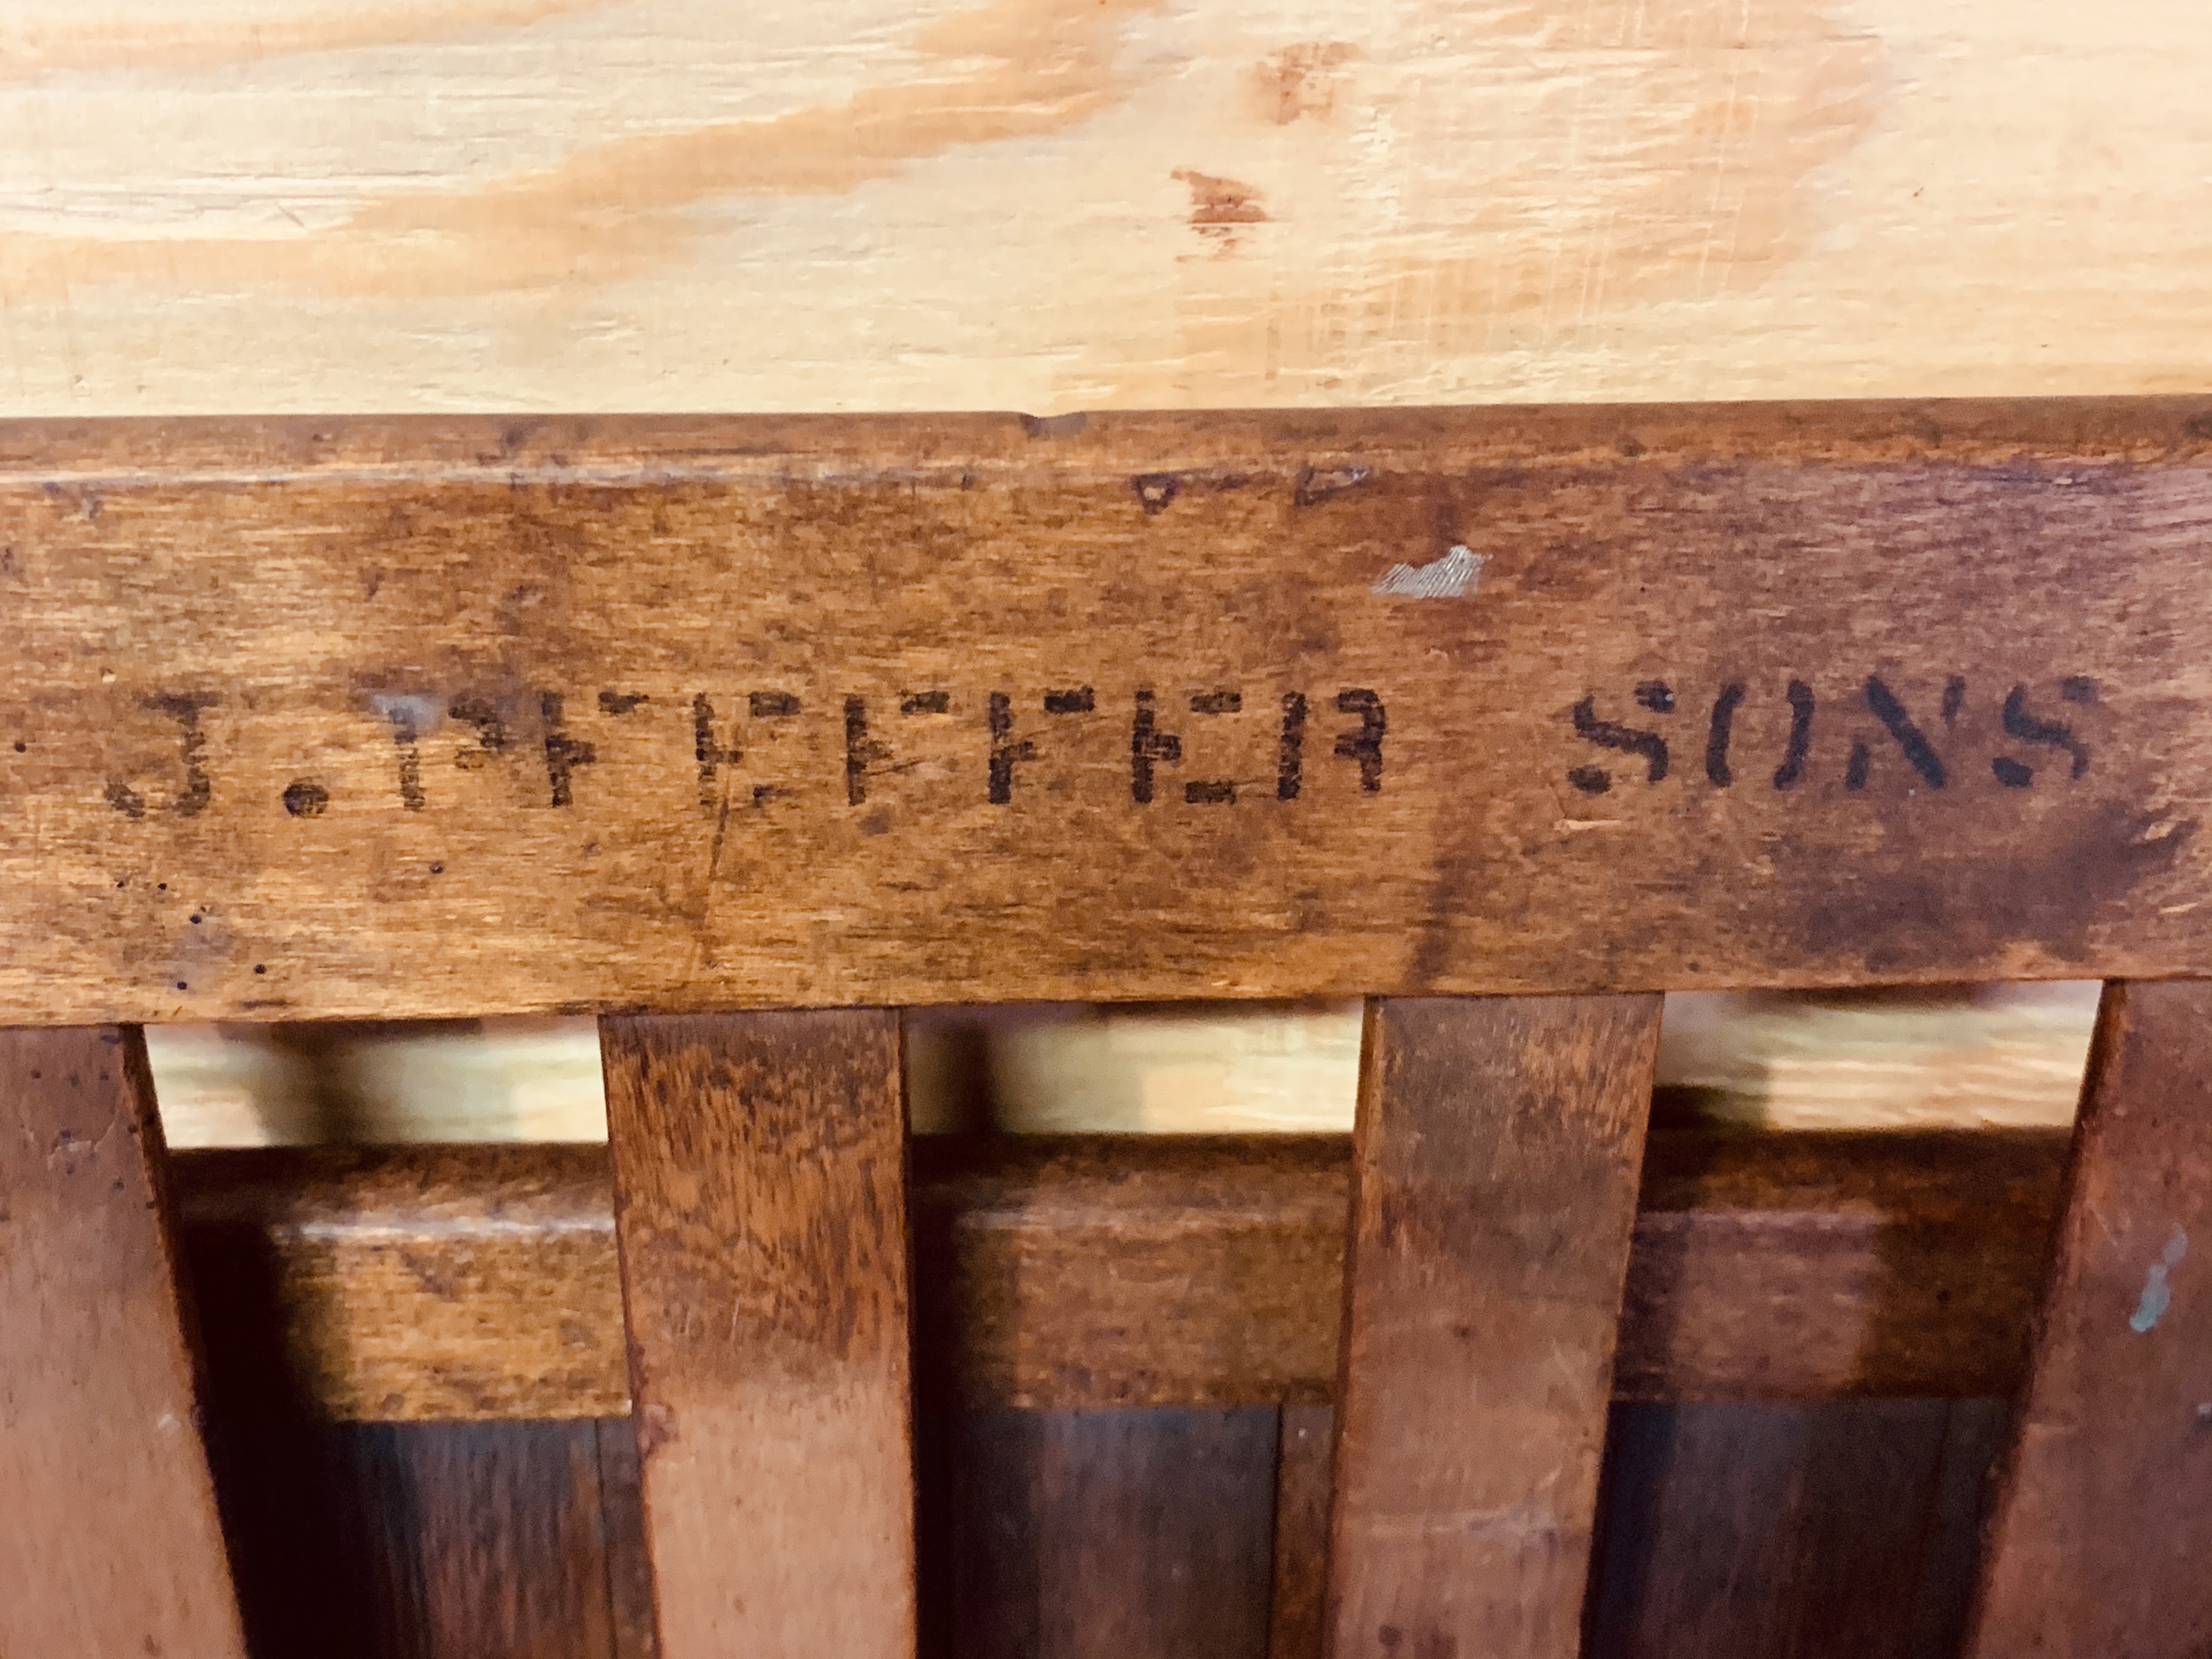 J. PFEFFER SONS